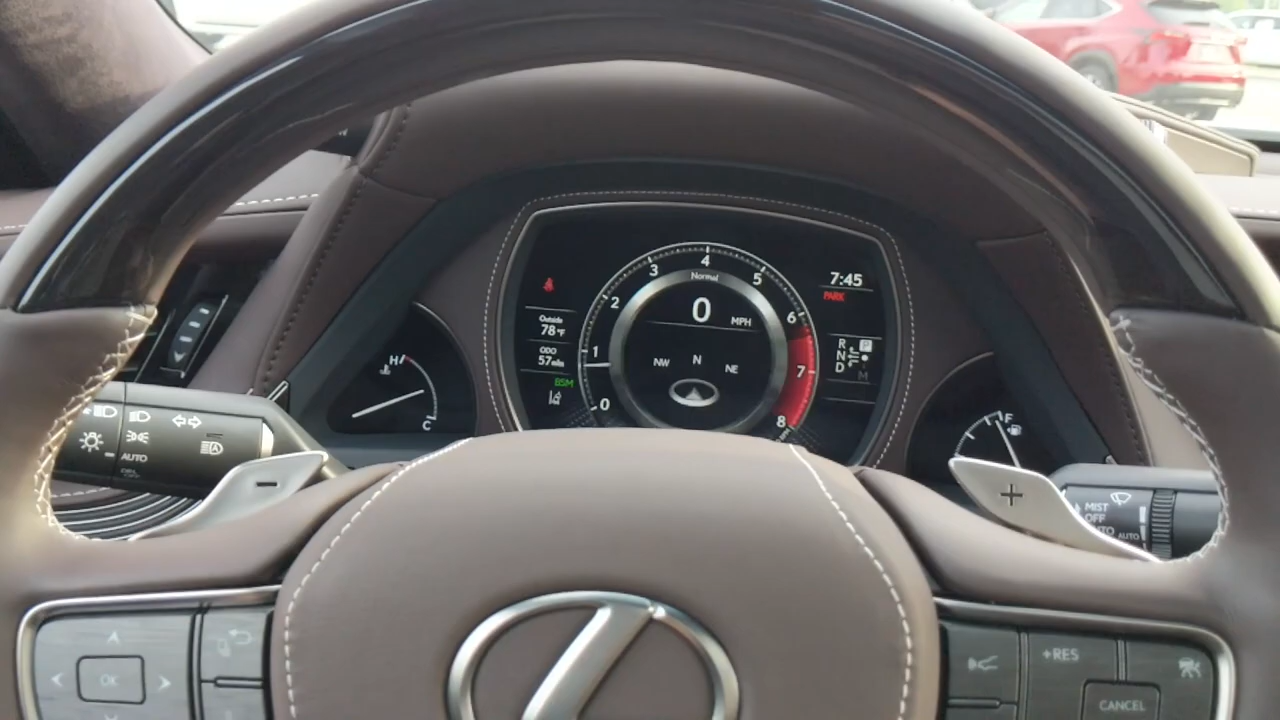 4
3
5
Normal
2
6
0
MPH
1
7
NW
N
NE
0
8
7:45
PARK
R
N
D
P
M
Outside
78°F
ODO
57mls
BSM
H
C
F
AUTO
-
+
MIST
OFF
AUTO
AUTO
OK
+RES
CANCEL